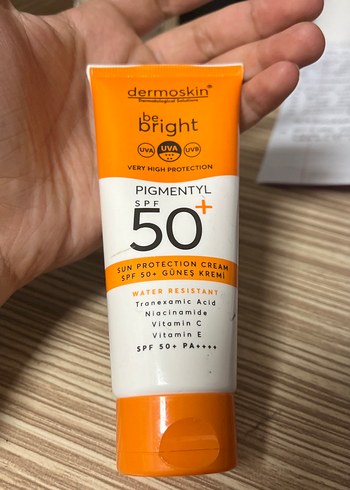 dermoskin
Dermatological Solutions
be
bright
UVA UVA UVB
VERY HIGH PROTECTION
PIGMENTYL
SPF
50+
SUN PROTECTION CREAM
SPF 50+ GÜNEŞ KREMİ
WATER RESISTANT
Tranexamic Acid
Niacinamide
Vitamin C
Vitamin E
SPF 50+ PA++++